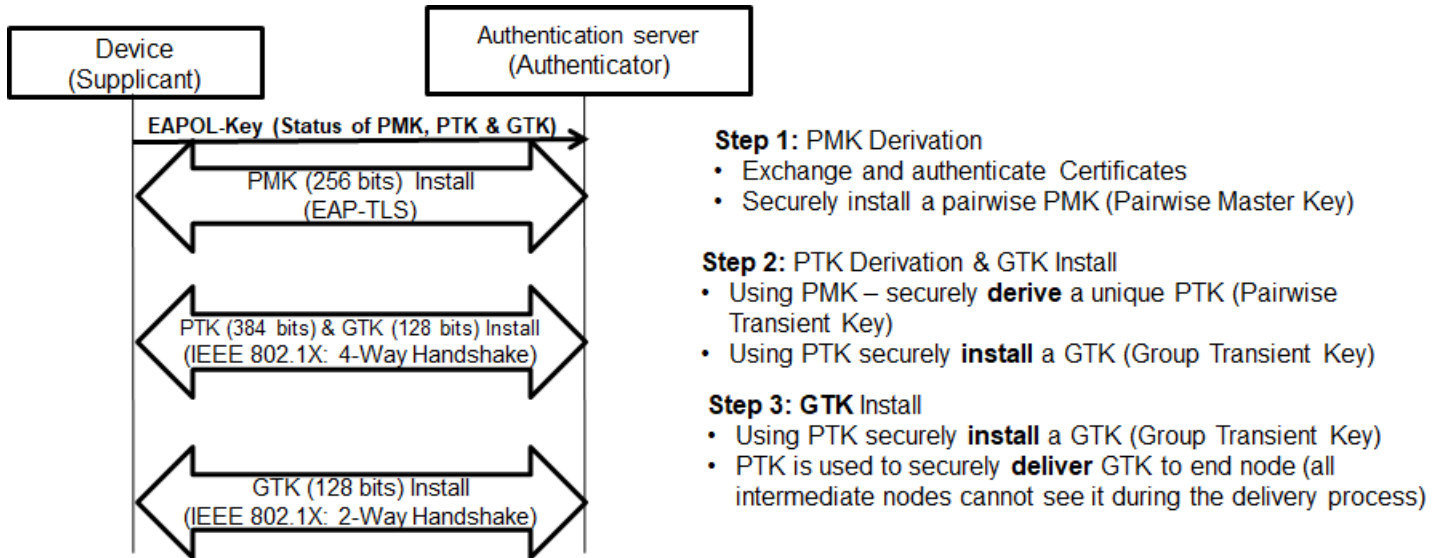 Device
(Supplicant)
Authentication server
(Authenticator)
EAPOL-Key (Status of PMK, PTK & GTK)
PMK (256 bits) Install
(EAP-TLS)
PTK (384 bits) & GTK (128 bits) Install
(IEEE 802.1X: 4-Way Handshake)
GTK (128 bits) Install
(IEEE 802.1X: 2-Way Handshake)
Step 1: PMK Derivation
• Exchange and authenticate Certificates
• Securely install a pairwise PMK (Pairwise Master Key)
Step 2: PTK Derivation & GTK Install
• Using PMK – securely derive a unique PTK (Pairwise
Transient Key)
• Using PTK securely install a GTK (Group Transient Key)
Step 3: GTK Install
• Using PTK securely install a GTK (Group Transient Key)
• PTK is used to securely deliver GTK to end node (all
intermediate nodes cannot see it during the delivery process)